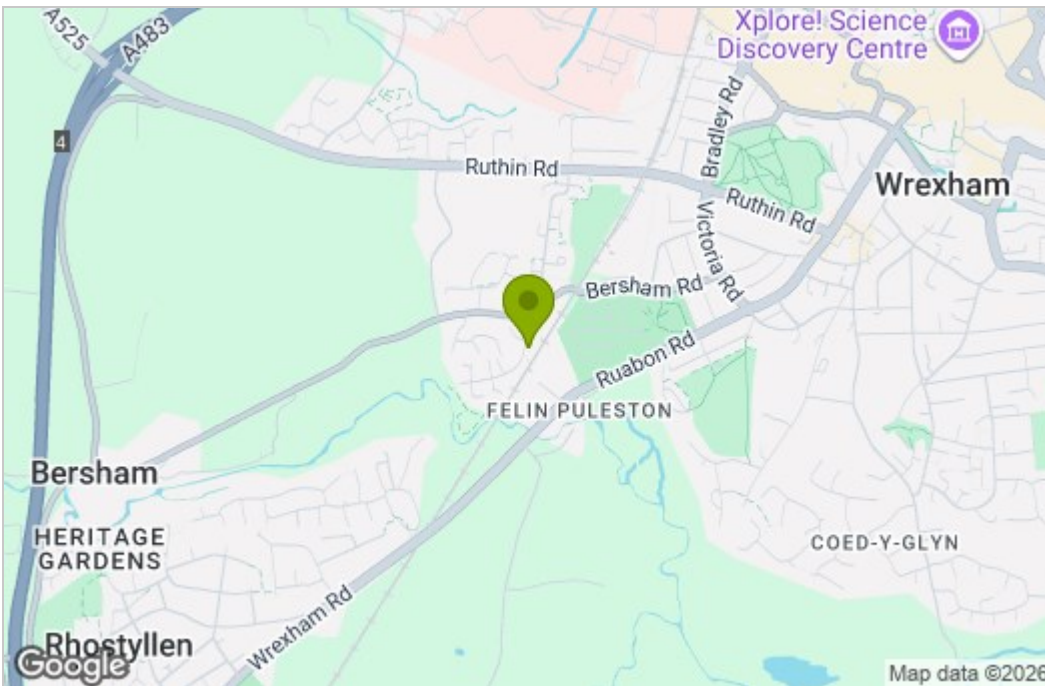 A525
A483
Xplore! Science
Discovery Centre
4
Bradley Rd
Ruthin Rd
Wrexham
Ruthin Rd
Victoria Rd
Bersham Rd
Ruabon Rd
FELIN PULESTON
Bersham
HERITAGE
GARDENS
COED-Y-GLYN
Wrexham Rd
Rhostyllen
Google
Map data ©2026